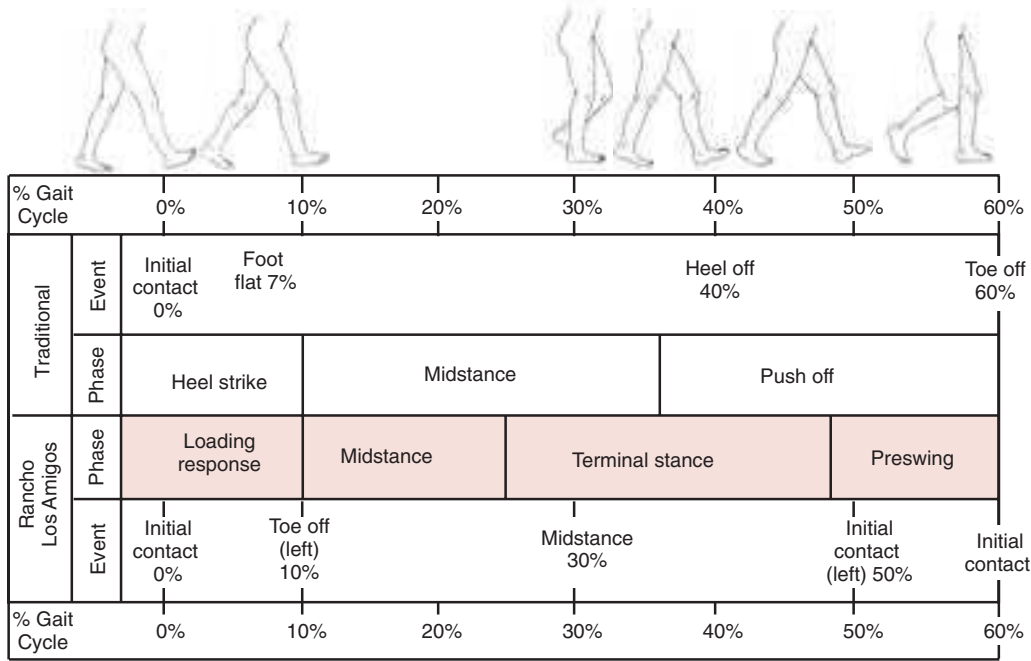 % Gait
Cycle
0%
10%
20%
30%
40%
50%
60%
Traditional
Event
Initial
contact
0%
Foot
flat 7%
Heel off
40%
Toe off
60%
Phase
Heel strike
Midstance
Push off
Rancho
Los Amigos
Phase
Loading
response
Midstance
Terminal stance
Preswing
Event
Initial
contact
0%
Toe off
(left)
10%
Midstance
30%
Initial
contact
(left) 50%
Initial
contact
% Gait
Cycle
0%
10%
20%
30%
40%
50%
60%